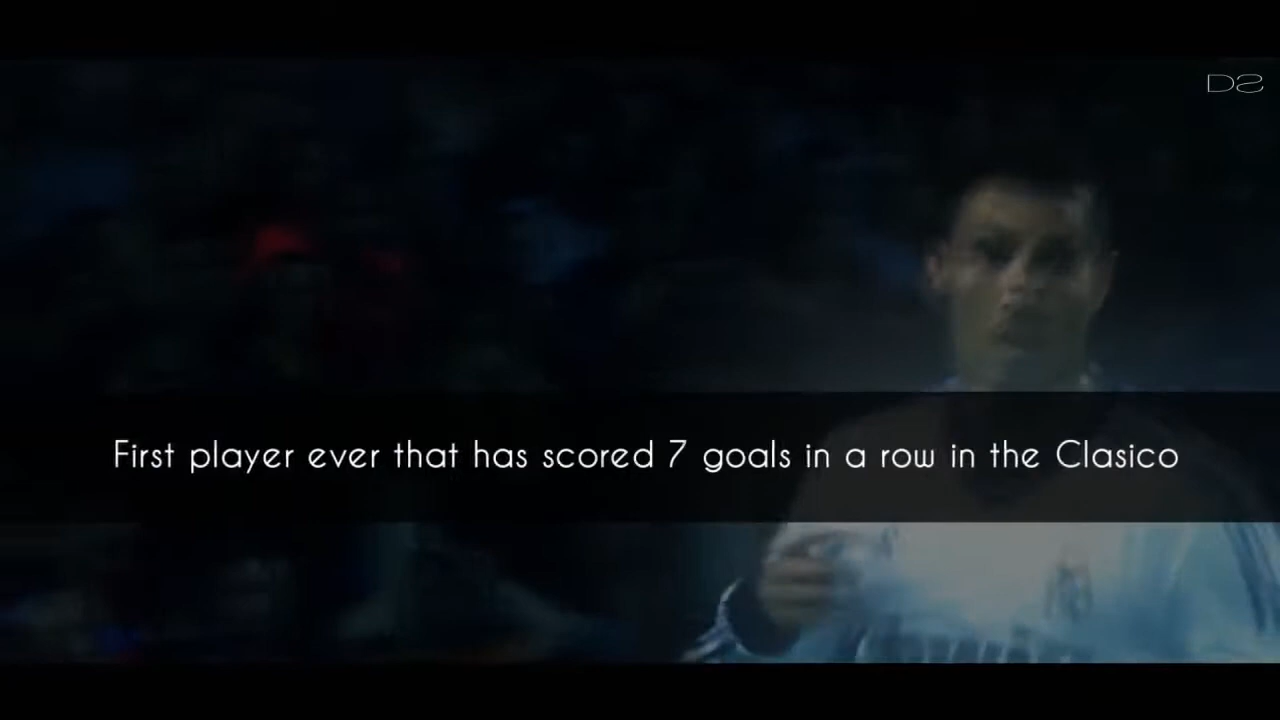 DS
First player ever that has scored 7 goals in a row in the Clasico